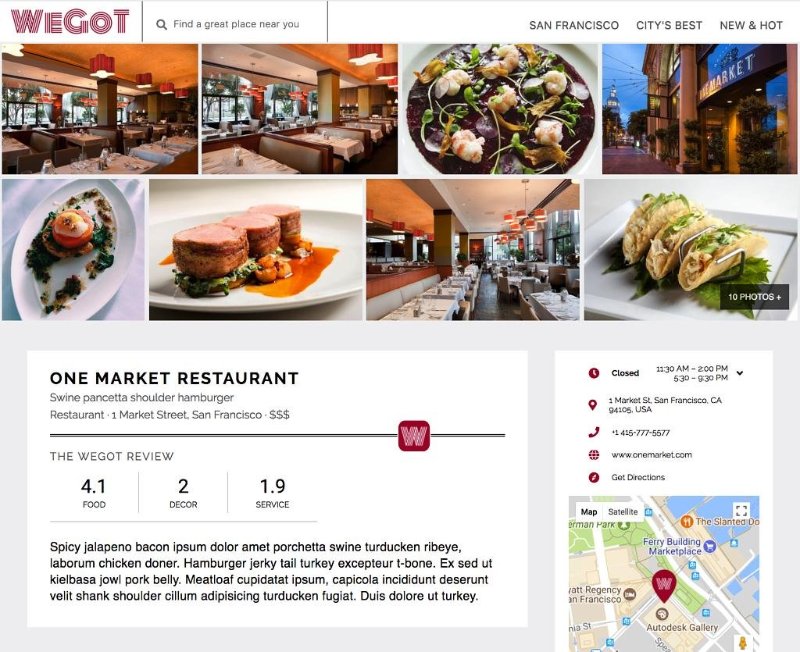 WEGOT
Find a great place near you
SAN FRANCISCO CITY'S BEST NEW & HOT
MARKET
10 PHOTOS +
ONE MARKET RESTAURANT
Swine pancetta shoulder hamburger
Restaurant · 1 Market Street, San Francisco · $$$
W
THE WEGOT REVIEW
4.1 2 1.9
FOOD DECOR SERVICE
Spicy jalapeno bacon ipsum dolor amet porchetta swine turducken ribeye,
laborum chicken doner. Hamburger jerky tail turkey excepteur t-bone. Ex sed ut
kielbasa jowl pork belly. Meatloaf cupidatat ipsum, capicola incididunt deserunt
velit shank shoulder cillum adipisicing turducken fugiat. Duis dolore ut turkey.
Closed 11:30 AM – 2:00 PM
5:30 – 9:30 PM
1 Market St, San Francisco, CA
94105, USA
+1 415-777-5577
www.onemarket.com
Get Directions
Map Satellite
erman Park
The Slanted Do
Ferry Building
Marketplace
W
yatt Regency
an Francisco
Autodesk Gallery
nia St